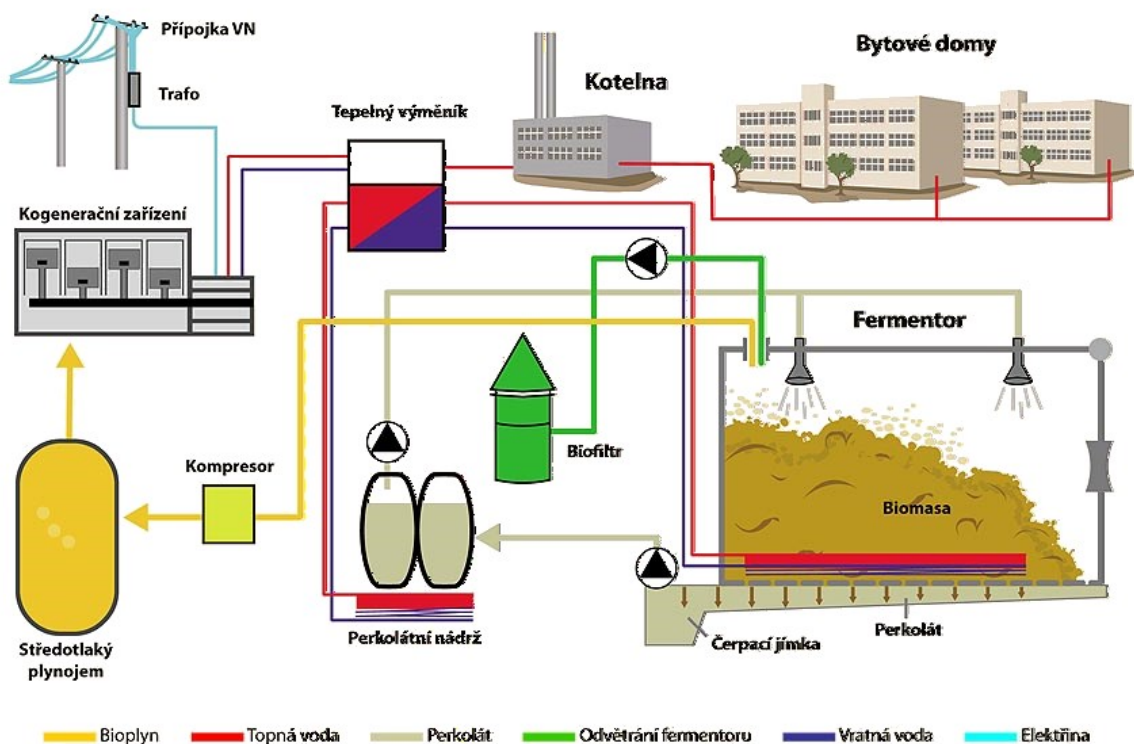 Přípojka VN
Trafo
Tepelný výměník
Kotelna
Bytové domy
Kogenerační zařízení
Fermentor
Kompresor
Biofiltr
Biomasa
Středotlaký
plynojem
Perkolátní nádrž
Čerpací jímka
Perkolát
Bioplyn
Topná voda
Perkolát
Odvětrání fermentoru
Vratná voda
Elektřina